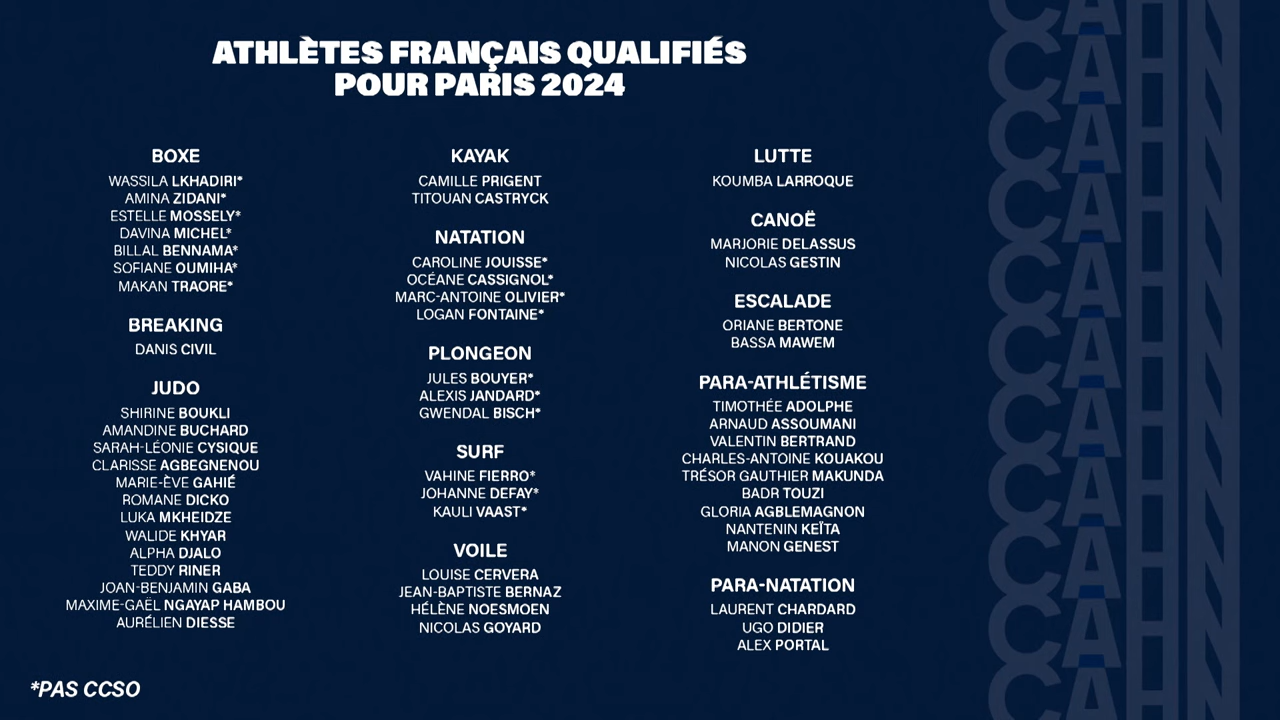 ATHLÈTES FRANÇAIS QUALIFIÉS
POUR PARIS 2024
BOXE
WASSILA LKHADIRI*
AMINA ZIDANI*
ESTELLE MOSSELY*
DAVINA MICHEL*
BILLAL BENNAMA*
SOFIANE OUMIHA*
MAKAN TRAORE*
BREAKING
DANIS CIVIL
JUDO
SHIRINE BOUKLI
AMANDINE BUCHARD
SARAH-LÉONIE CYSIQUE
CLARISSE AGBEGNENOU
MARIE-ÈVE GAHIÉ
ROMANE DICKO
LUKA MKHEIDZE
WALIDE KHYAR
ALPHA DJALO
TEDDY RINER
JOAN-BENJAMIN GABA
MAXIME-GAËL NGAYAP HAMBOU
AURÉLIEN DIESSE
KAYAK
CAMILLE PRIGENT
TITOUAN CASTRYCK
NATATION
CAROLINE JOUISSE*
OCÉANE CASSIGNOL*
MARC-ANTOINE OLIVIER*
LOGAN FONTAINE*
PLONGEON
JULES BOUYER*
ALEXIS JANDARD*
GWENDAL BISCH*
SURF
VAHINE FIERRO*
JOHANNE DEFAY*
KAULI VAAST*
VOILE
LOUISE CERVERA
JEAN-BAPTISTE BERNAZ
HÉLÈNE NOESMOEN
NICOLAS GOYARD
LUTTE
KOUMBA LARROQUE
CANOË
MARJORIE DELASSUS
NICOLAS GESTIN
ESCALADE
ORIANE BERTONE
BASSA MAWEM
PARA-ATHLÉTISME
TIMOTHÉE ADOLPHE
ARNAUD ASSOUMANI
VALENTIN BERTRAND
CHARLES-ANTOINE KOUAKOU
TRÉSOR GAUTHIER MAKUNDA
BADR TOUZI
GLORIA AGBLEMAGNON
NANTENIN KEÏTA
MANON GENEST
PARA-NATATION
LAURENT CHARDARD
UGO DIDIER
ALEX PORTAL
*PAS CCSO